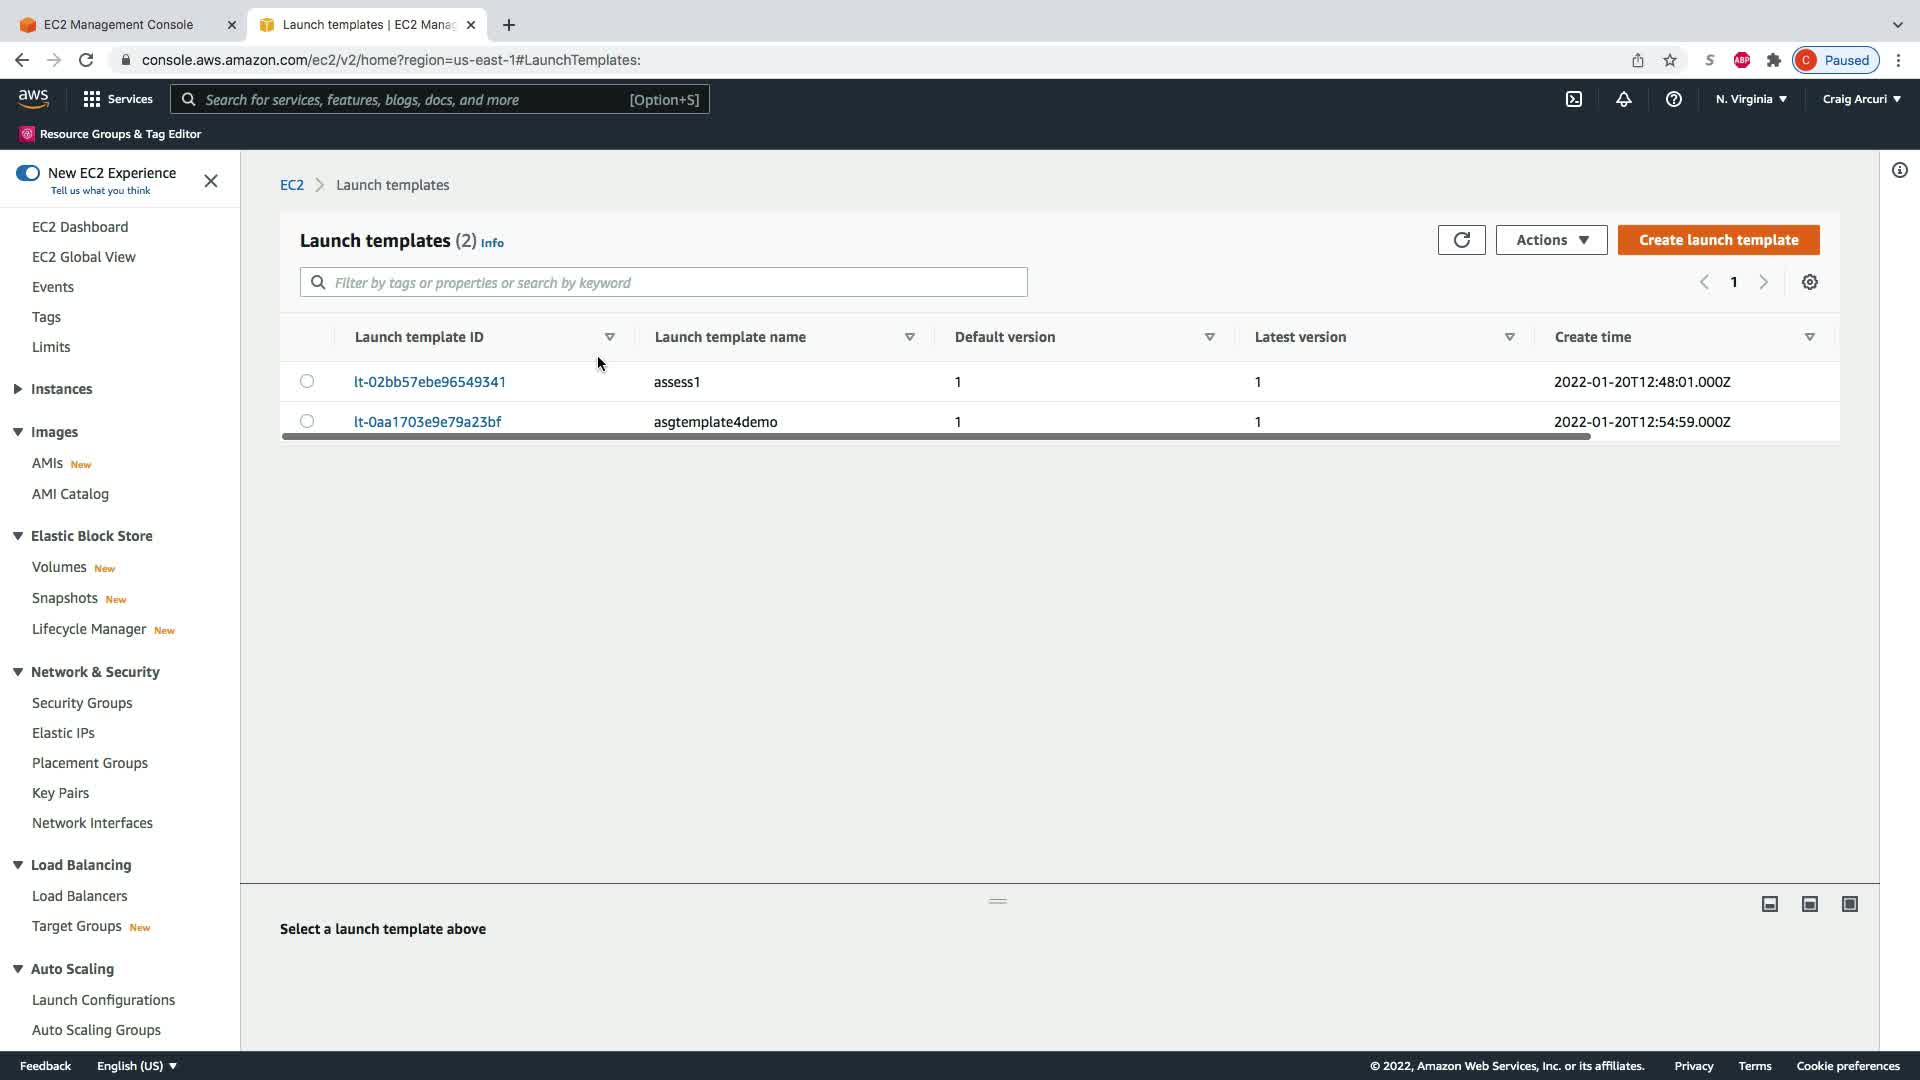 EC2 Management Console
Launch templates | EC2 Manag
console.aws.amazon.com/ec2/v2/home?region=us-east-1#LaunchTemplates:
S
ABP
C
Paused
aws
Services
Search for services, features, blogs, docs, and more
[Option+S]
N. Virginia
Craig Arcuri
Resource Groups & Tag Editor
New EC2 Experience
Tell us what you think
EC2 Dashboard
EC2 Global View
Events
Tags
Limits
Instances
Images
AMIs New
AMI Catalog
Elastic Block Store
Volumes New
Snapshots New
Lifecycle Manager New
Network & Security
Security Groups
Elastic IPs
Placement Groups
Key Pairs
Network Interfaces
Load Balancing
Load Balancers
Target Groups New
Auto Scaling
Launch Configurations
Auto Scaling Groups
EC2 > Launch templates
Launch templates (2) Info
Actions
Create launch template
Filter by tags or properties or search by keyword
1
Launch template ID Launch template name Default version Latest version Create time
lt-02bb57ebe96549341 assess1 1 1 2022-01-20T12:48:01.000Z
lt-0aa1703e9e79a23bf asgtemplate4demo 1 1 2022-01-20T12:54:59.000Z
Select a launch template above
Feedback
English (US)
© 2022, Amazon Web Services, Inc. or its affiliates.
Privacy
Terms
Cookie preferences